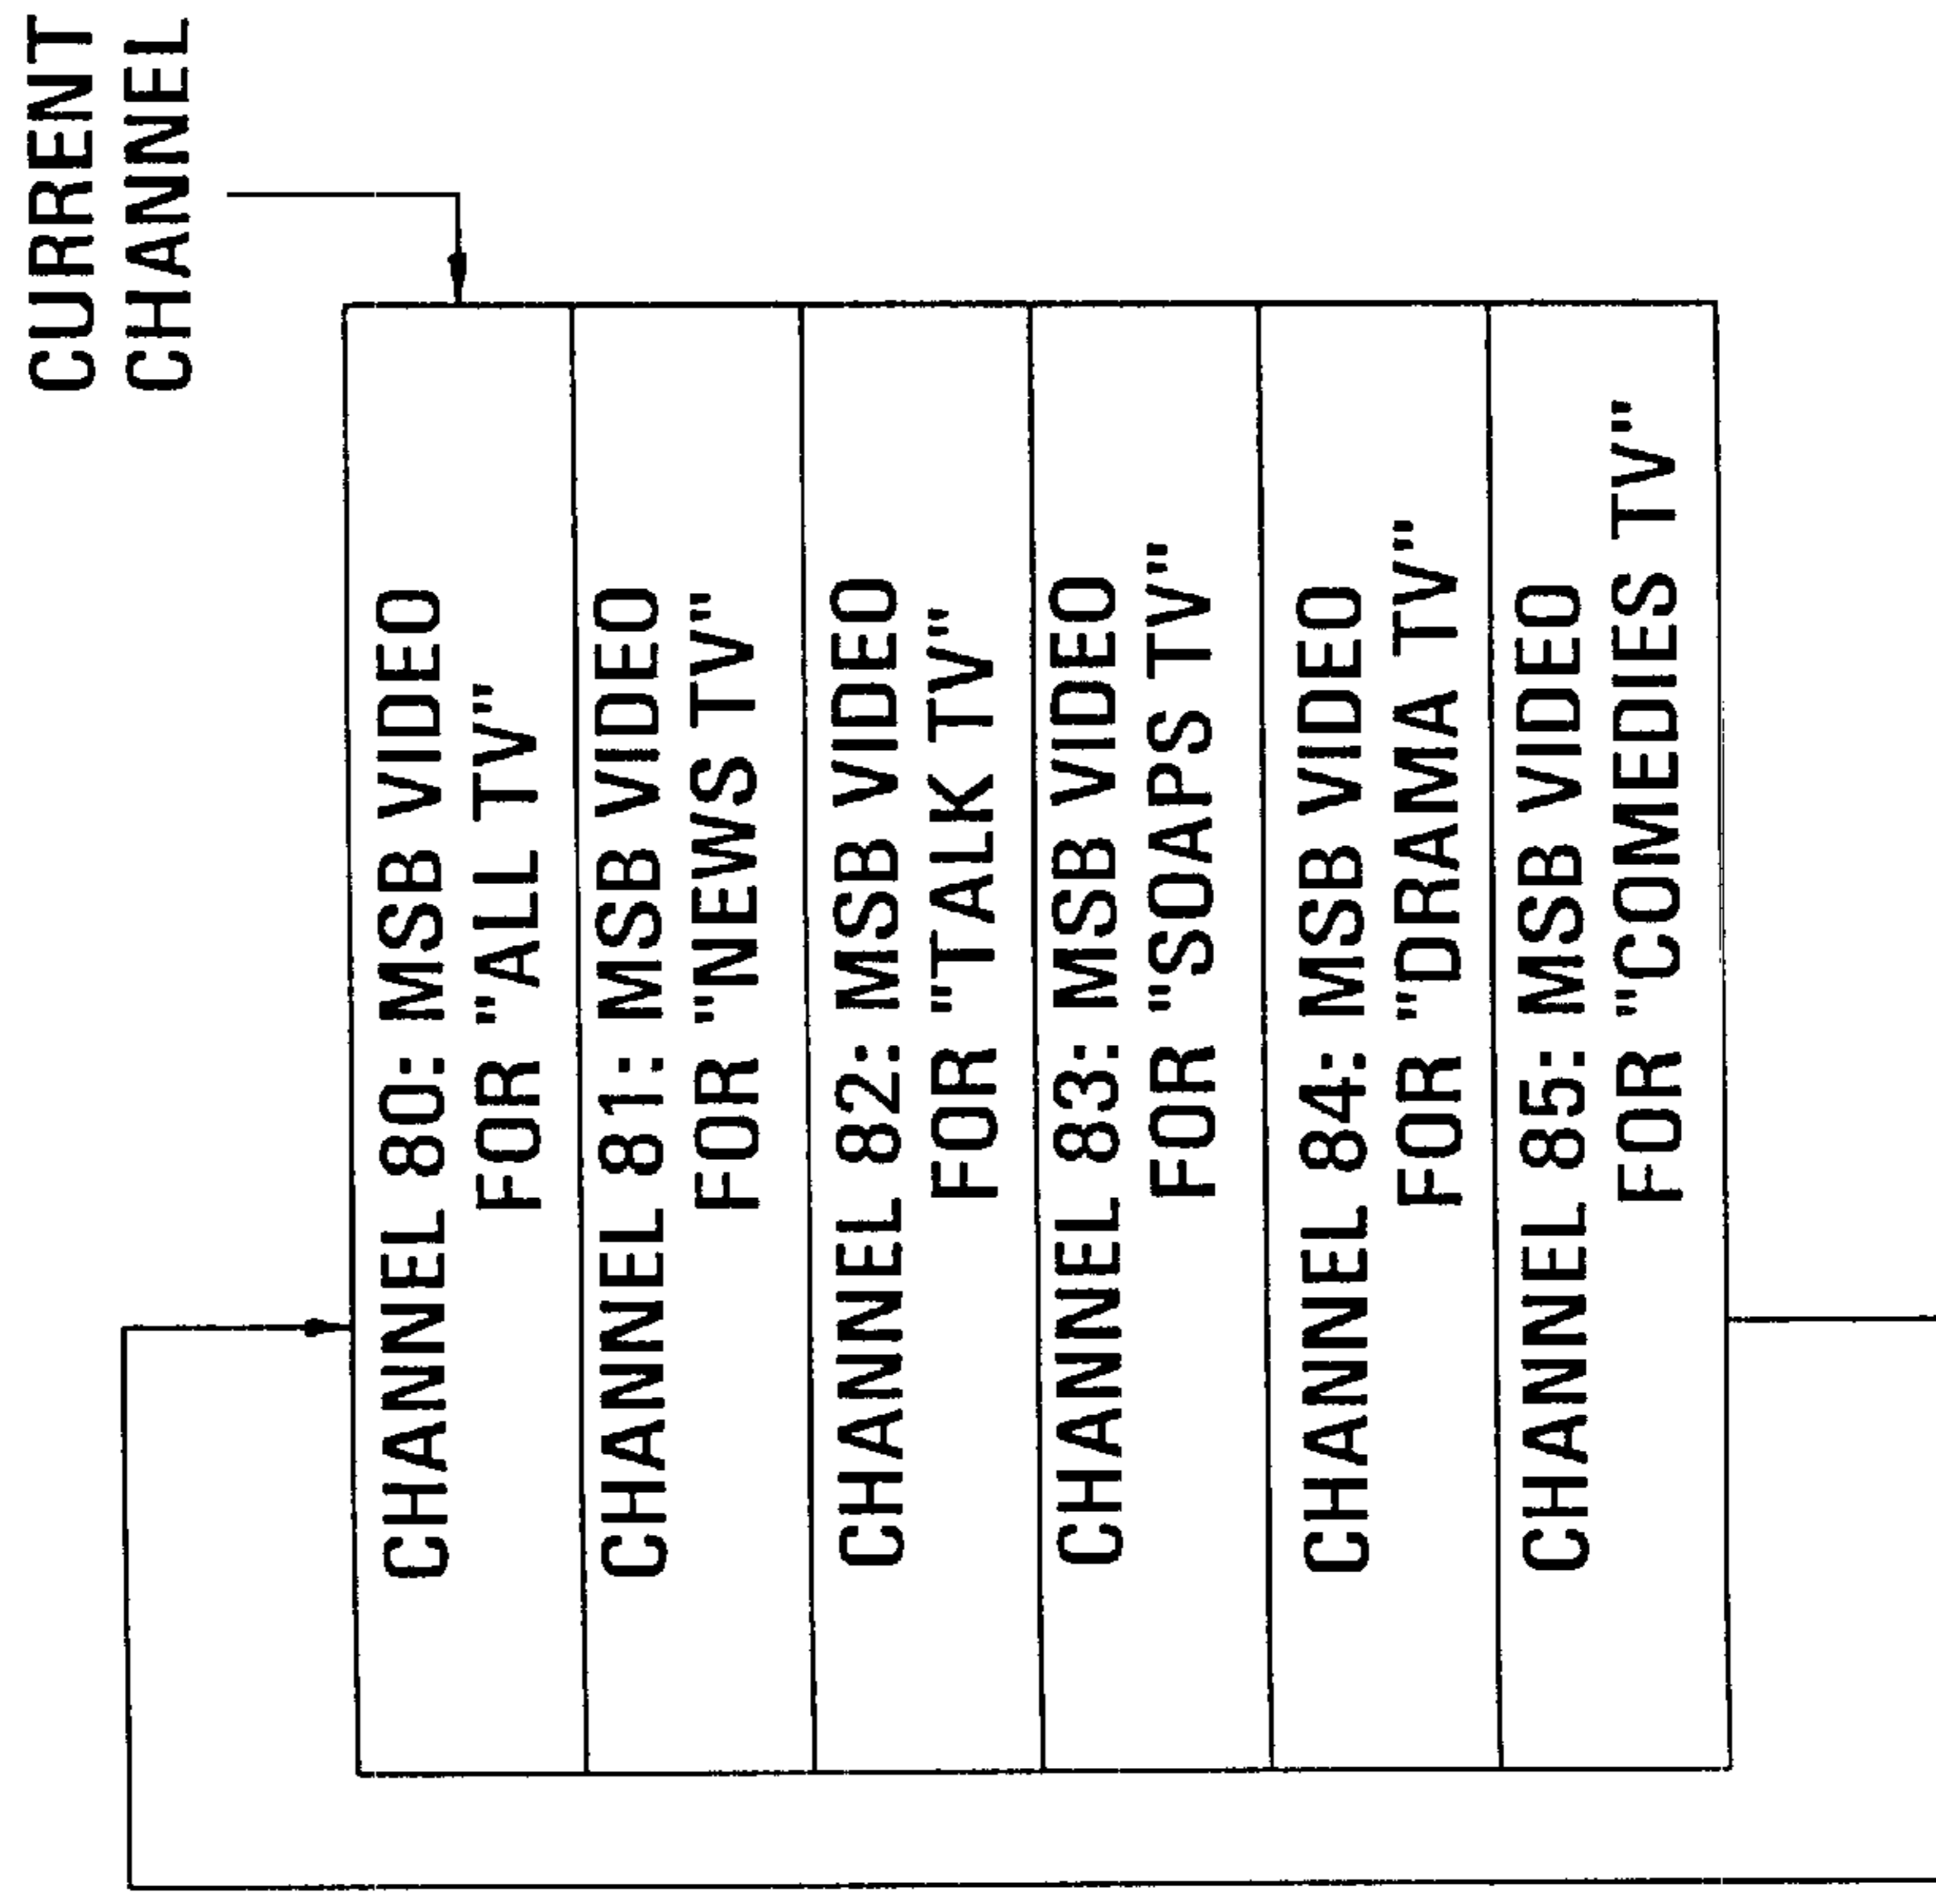 CURRENT
CHANNEL
CHANNEL 80: MSB VIDEO
FOR "ALL TV"
CHANNEL 81: MSB VIDEO
FOR "NEWS TV"
CHANNEL 82: MSB VIDEO
FOR "TALK TV"
CHANNEL 83: MSB VIDEO
FOR "SOAPS TV"
CHANNEL 84: MSB VIDEO
FOR "DRAMA TV"
CHANNEL 85: MSB VIDEO
FOR "COMEDIES TV"